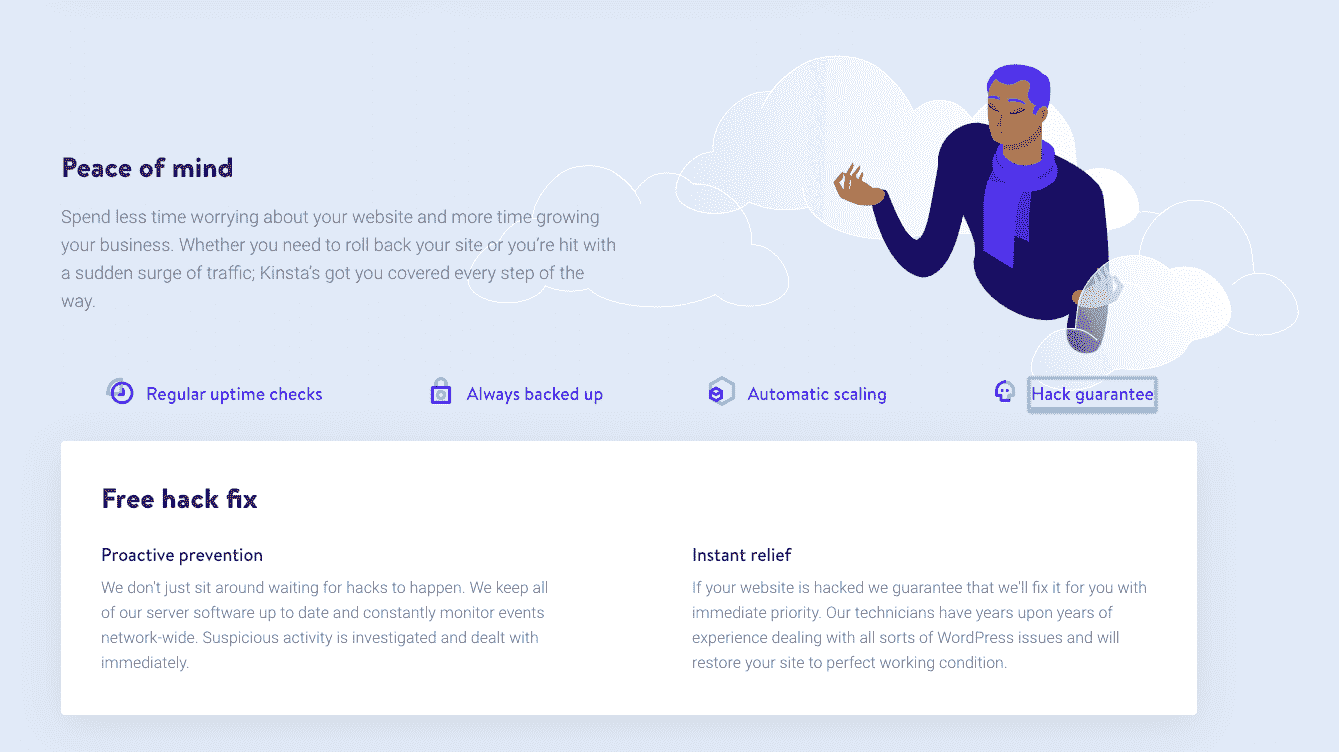 Peace of mind
Spend less time worrying about your website and more time growing
your business. Whether you need to roll back your site or you’re hit with
a sudden surge of traffic; Kinsta’s got you covered every step of the
way.
Regular uptime checks
Always backed up
Automatic scaling
Hack guarantee
Free hack fix
Proactive prevention
We don't just sit around waiting for hacks to happen. We keep all
of our server software up to date and constantly monitor events
network-wide. Suspicious activity is investigated and dealt with
immediately.
Instant relief
If your website is hacked we guarantee that we'll fix it for you with
immediate priority. Our technicians have years upon years of
experience dealing with all sorts of WordPress issues and will
restore your site to perfect working condition.